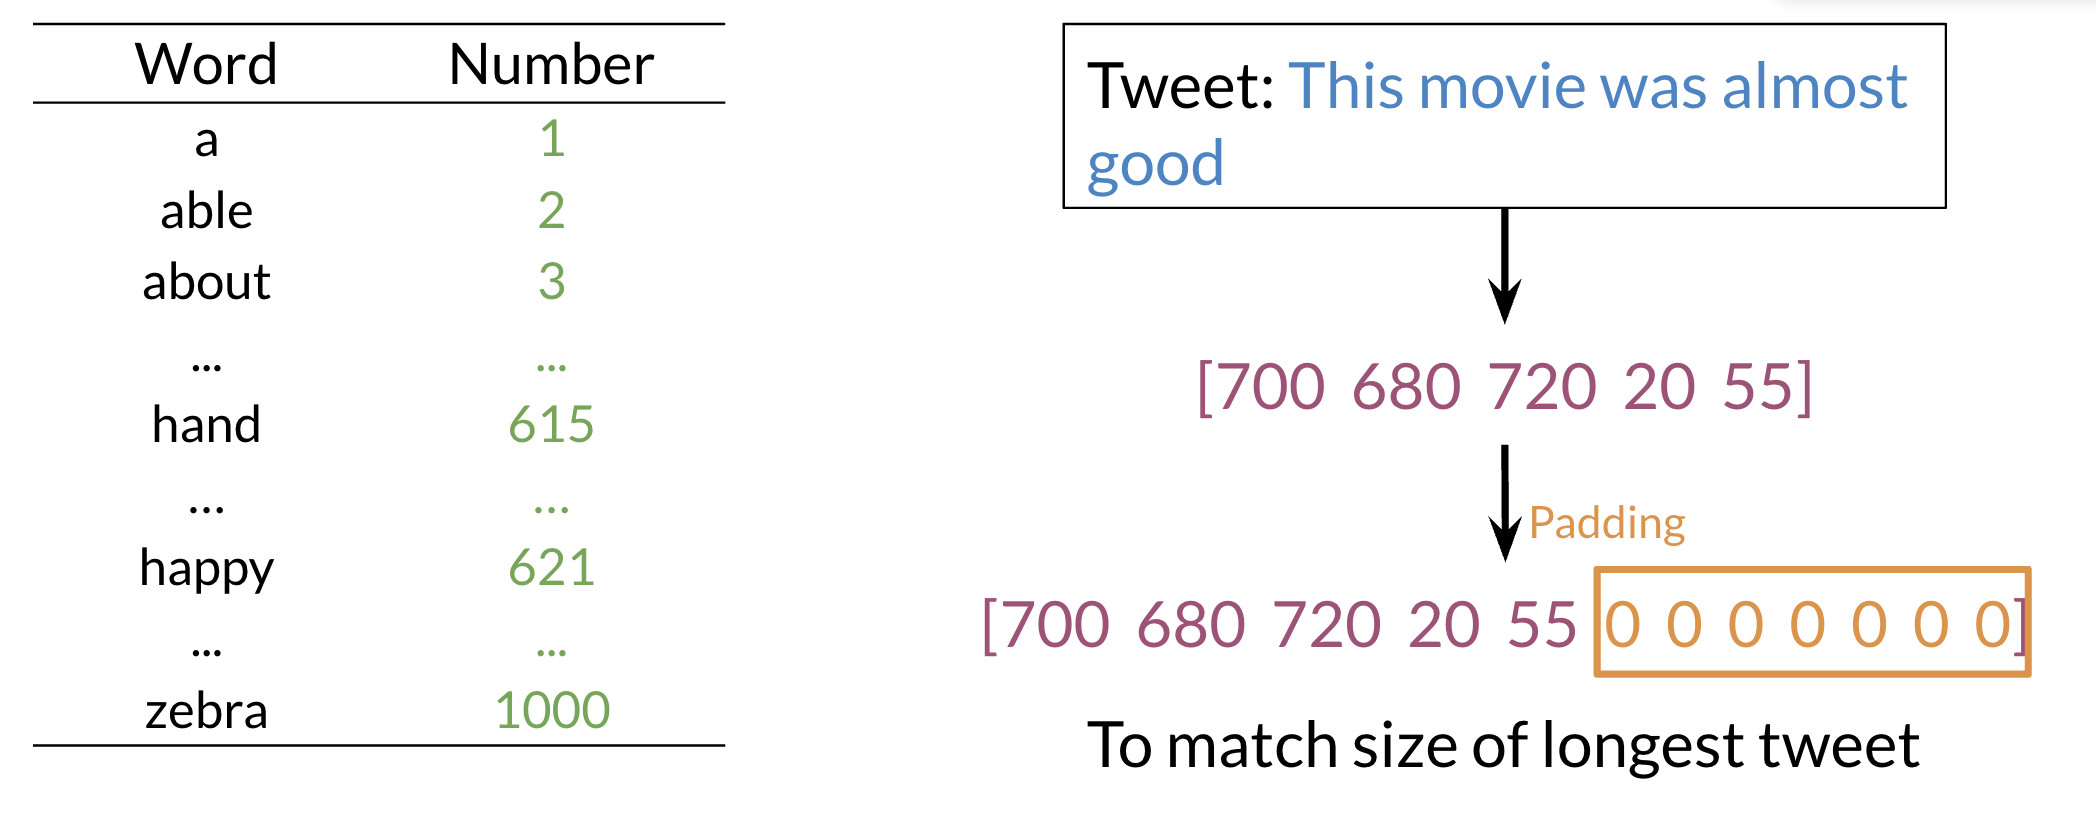 Word Number
a 1
able 2
about 3
... ...
hand 615
... ...
happy 621
... ...
zebra 1000
Tweet: This movie was almost
good
[700 680 720 20 55]
Padding
[700 680 720 20 55 0 0 0 0 0 0 0]
To match size of longest tweet